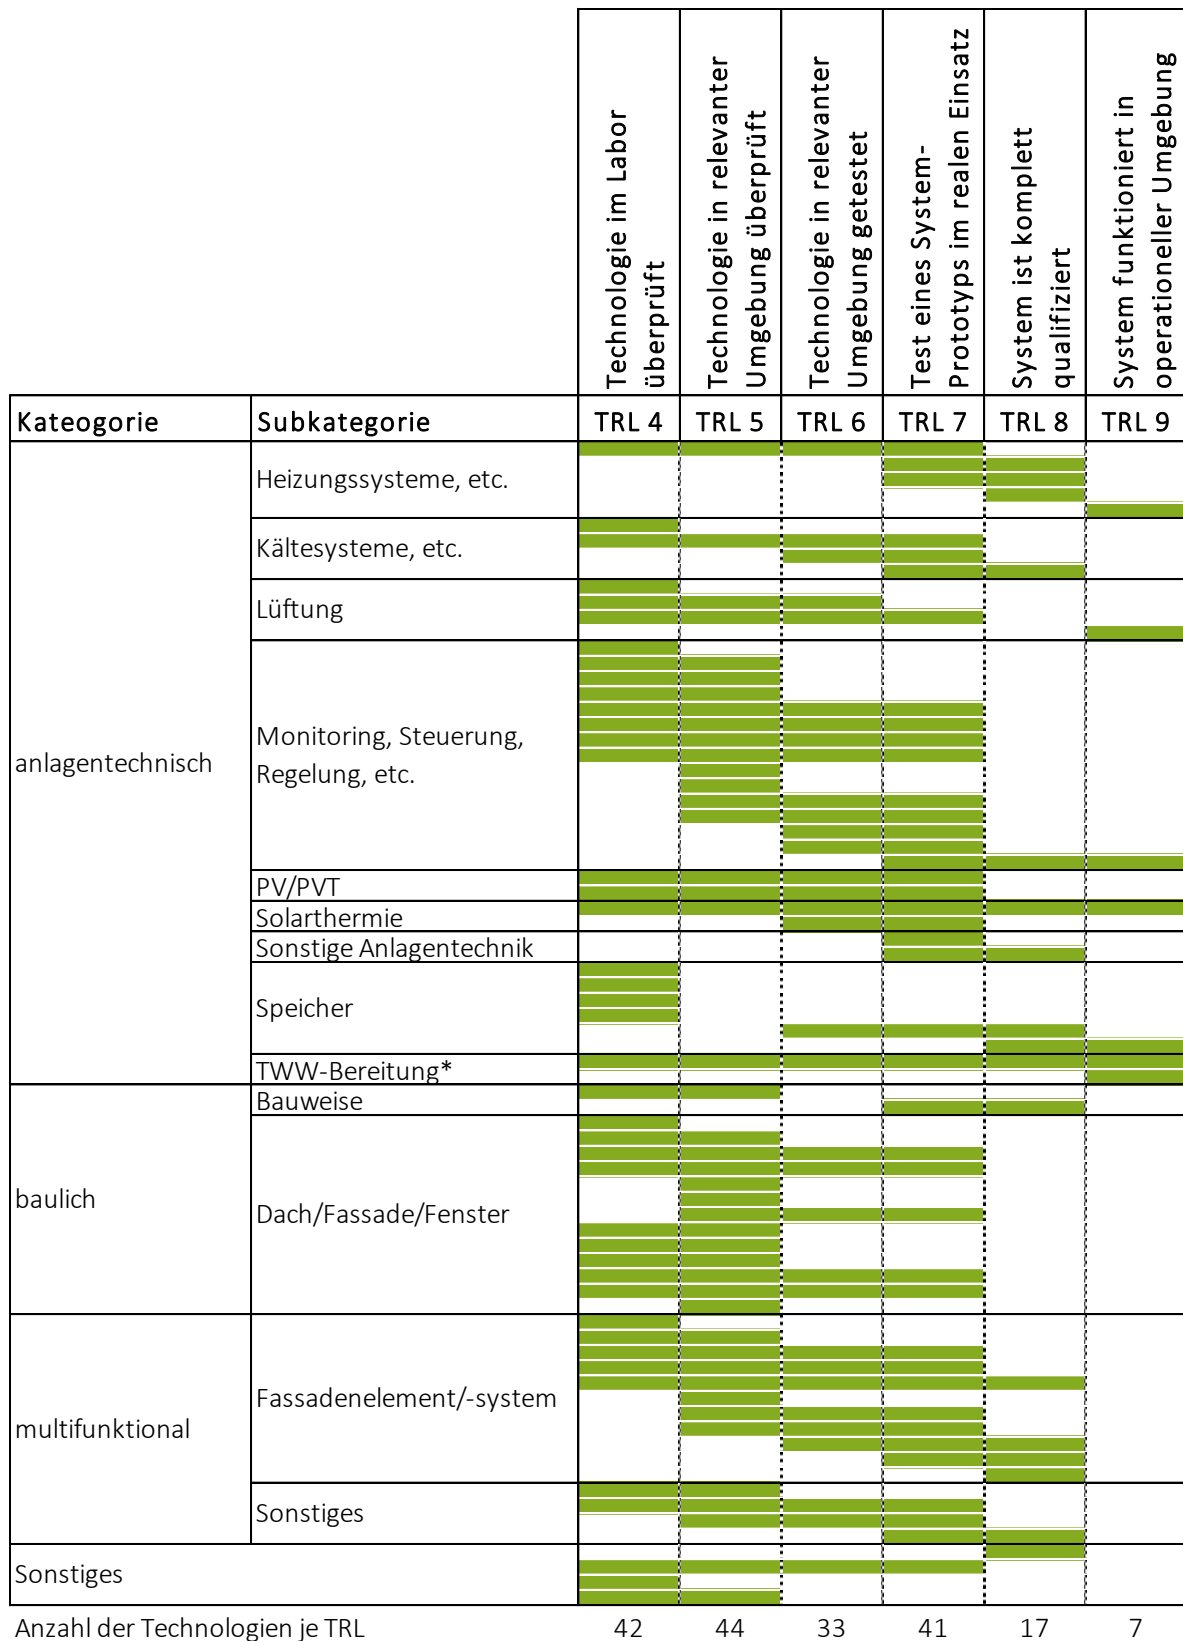 Technologie im Labor
überprüft
Technologie in relevanter
Umgebung überprüft
Technologie in relevanter
Umgebung getestet
Test eines System-
Prototyps im realen Einsatz
System ist komplett
qualifiziert
System funktioniert in
operationeller Umgebung
Kateogorie Subkategorie TRL 4 TRL 5 TRL 6 TRL 7 TRL 8 TRL 9
anlagentechnisch
Heizungssysteme, etc.
Kältesysteme, etc.
Lüftung
Monitoring, Steuerung,
Regelung, etc.
PV/PVT
Solarthermie
Sonstige Anlagentechnik
Speicher
TWW-Bereitung*
baulich
Bauweise
Dach/Fassade/Fenster
multifunktional
Fassadenelement/-system
Sonstiges
Sonstiges
Anzahl der Technologien je TRL 42 44 33 41 17 7